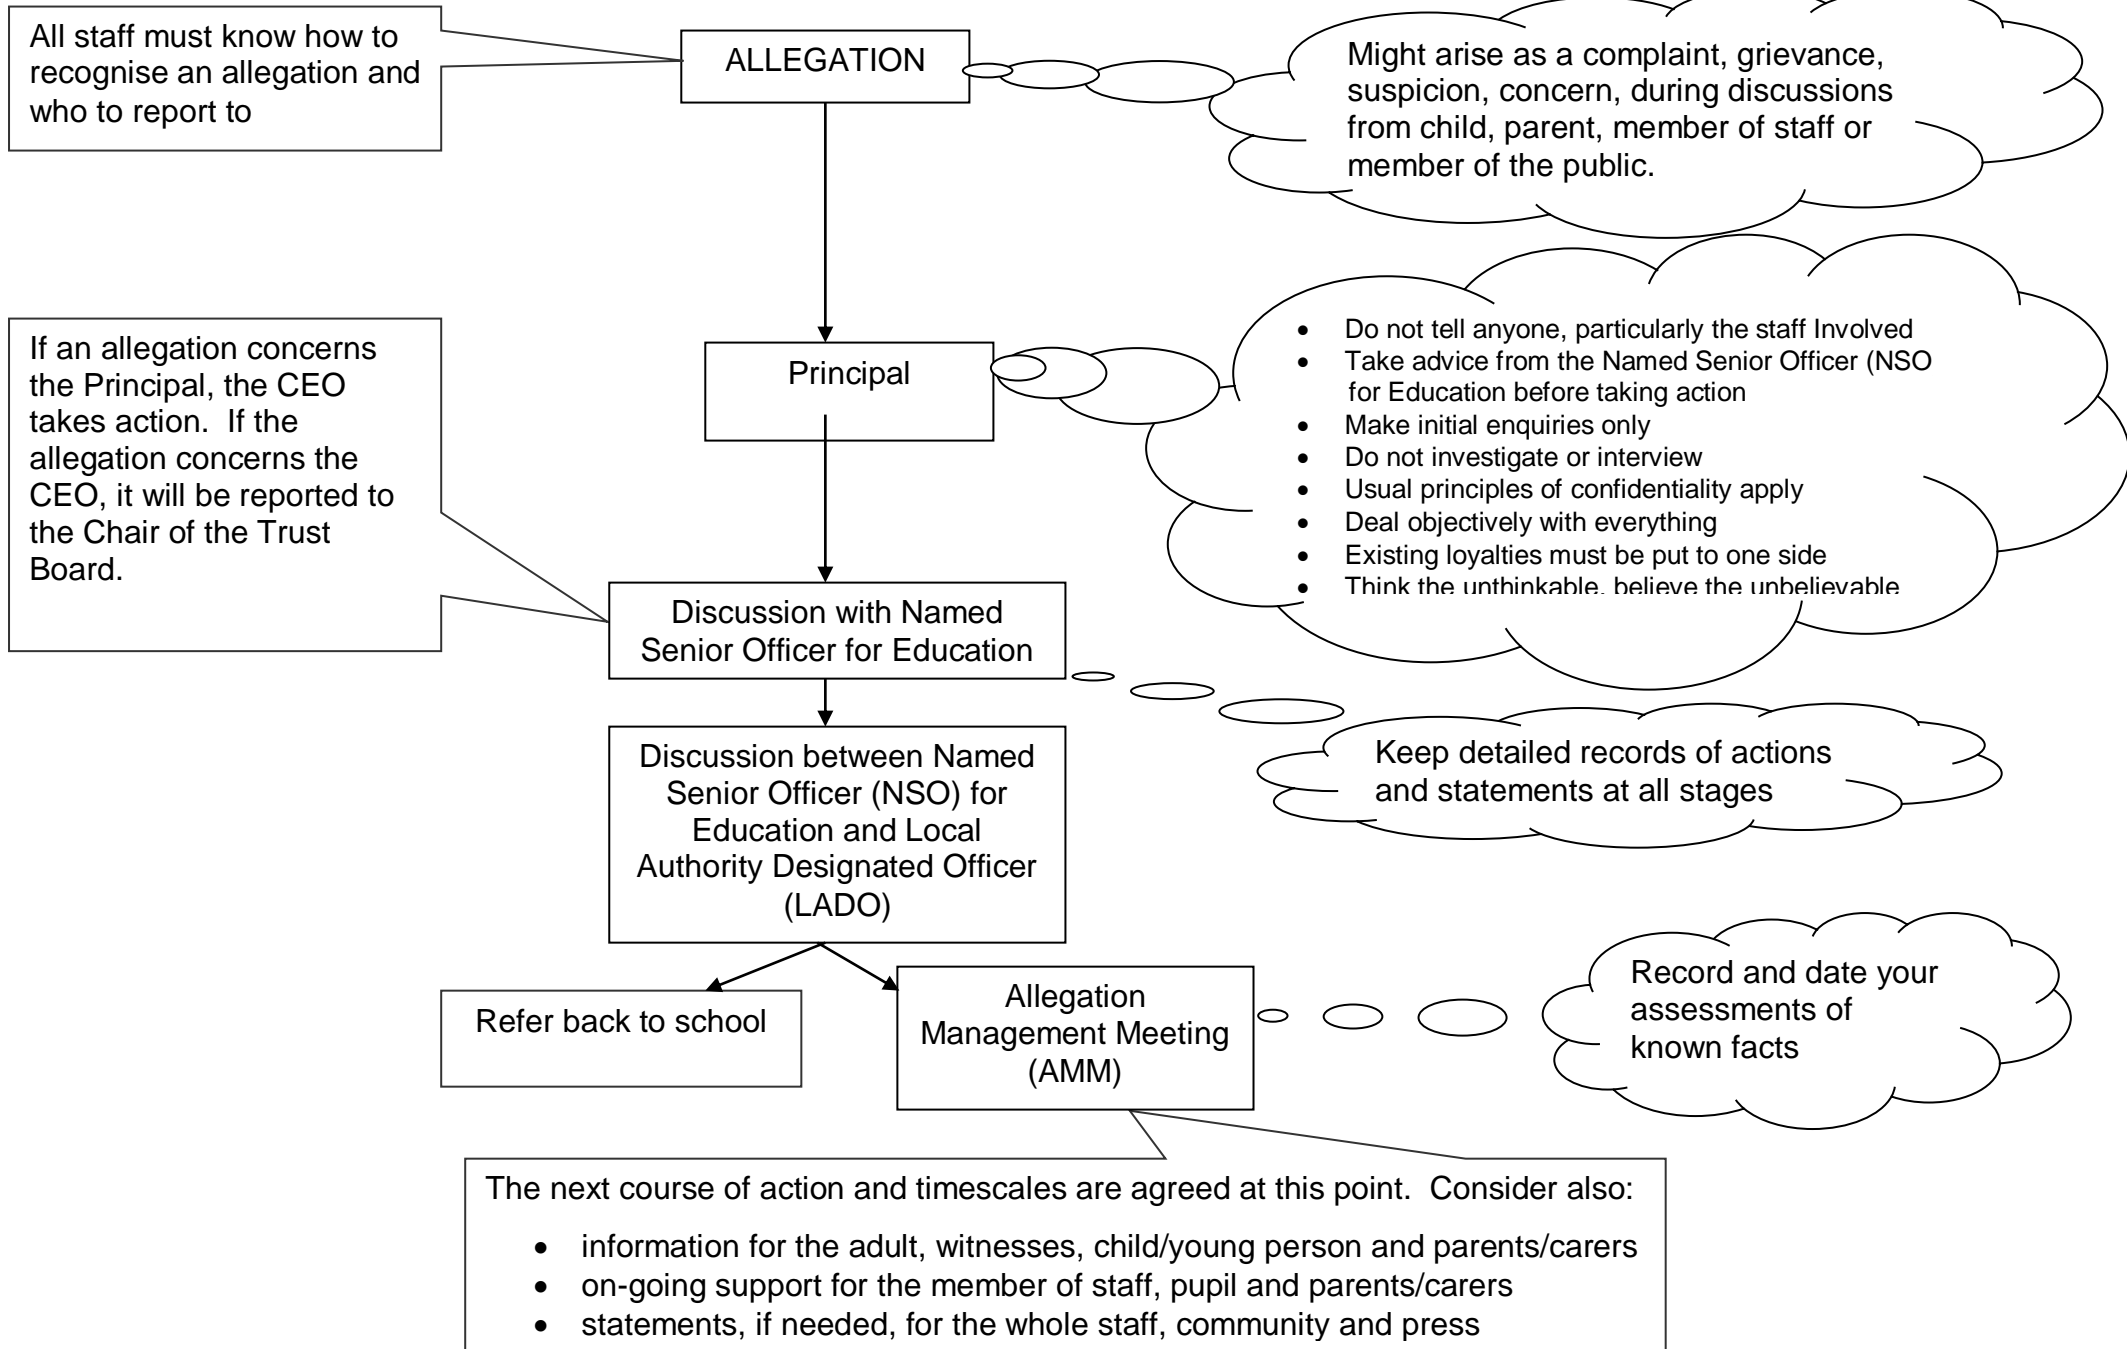 All staff must know how to
recognise an allegation and
who to report to
ALLEGATION
Might arise as a complaint, grievance,
suspicion, concern, during discussions
from child, parent, member of staff or
member of the public.
If an allegation concerns
the Principal, the CEO
takes action.  If the
allegation concerns the
CEO, it will be reported to
the Chair of the Trust
Board.
Principal
• Do not tell anyone, particularly the staff Involved
• Take advice from the Named Senior Officer (NSO
for Education before taking action
• Make initial enquiries only
• Do not investigate or interview
• Usual principles of confidentiality apply
• Deal objectively with everything
• Existing loyalties must be put to one side
• Think the unthinkable, believe the unbelievable
Discussion with Named
Senior Officer for Education
Keep detailed records of actions
and statements at all stages
Discussion between Named
Senior Officer (NSO) for
Education and Local
Authority Designated Officer
(LADO)
Refer back to school
Allegation
Management Meeting
(AMM)
Record and date your
assessments of
known facts
The next course of action and timescales are agreed at this point.  Consider also:
• information for the adult, witnesses, child/young person and parents/carers
• on-going support for the member of staff, pupil and parents/carers
• statements, if needed, for the whole staff, community and press